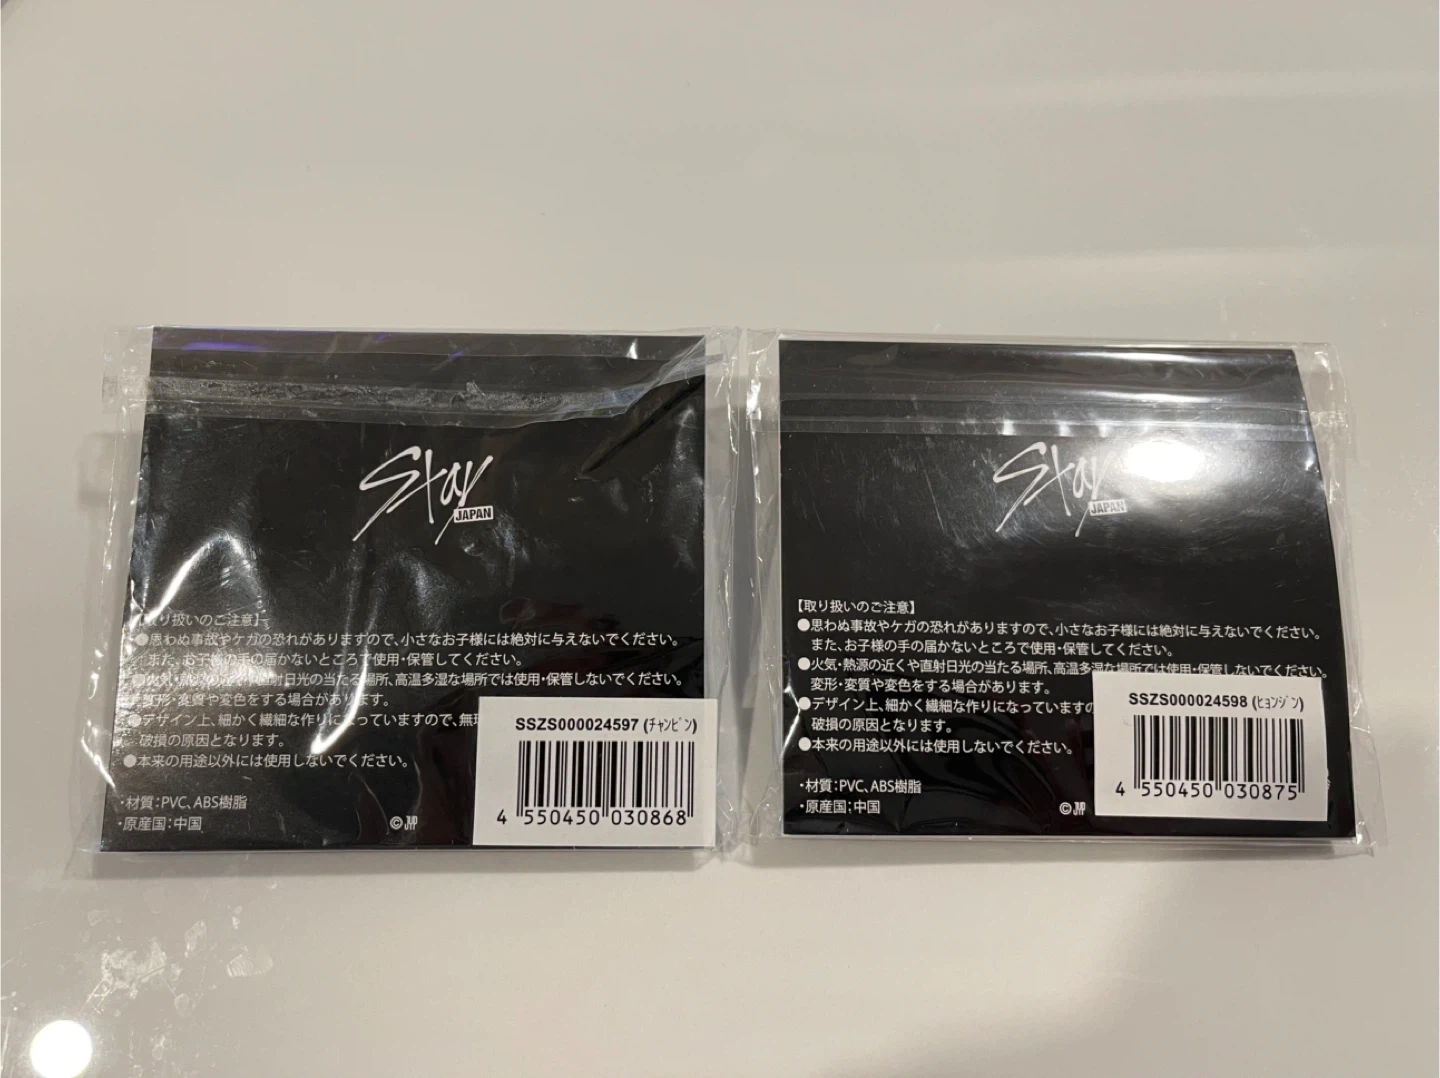 Stay
JAPAN
【取り扱いのご注意】
●思わぬ事故やケガの恐れがありますので、小さなお子様には絶対に与えないでください。
また、お子様の手の届かないところで使用・保管してください。
●火気・熱源の近くや直射日光の当たる場所、高温多湿な場所では使用・保管しないでください。
変形・変質や変色をする場合があります。
●デザイン上、細かく繊細な作りになっていますので、無
破損の原因となります。
●本来の用途以外には使用しないでください。
・材質：PVC、ABS樹脂
・原産国：中国
©JYP
SSZS000024597 (ﾁｬﾝﾋﾞﾝ)
4 550450 030868
Stay
JAPAN
【取り扱いのご注意】
●思わぬ事故やケガの恐れがありますので、小さなお子様には絶対に与えないでください。
また、お子様の手の届かないところで使用・保管してください。
●火気・熱源の近くや直射日光の当たる場所、高温多湿な場所では使用・保管しないでください。
変形・変質や変色をする場合があります。
●デザイン上、細かく繊細な作りになっていますの
破損の原因となります。
●本来の用途以外には使用しないでください。
・材質：PVC、ABS樹脂
・原産国：中国
©JYP
SSZS000024598 (ﾋｮﾝｼﾞﾝ)
4 550450 030875